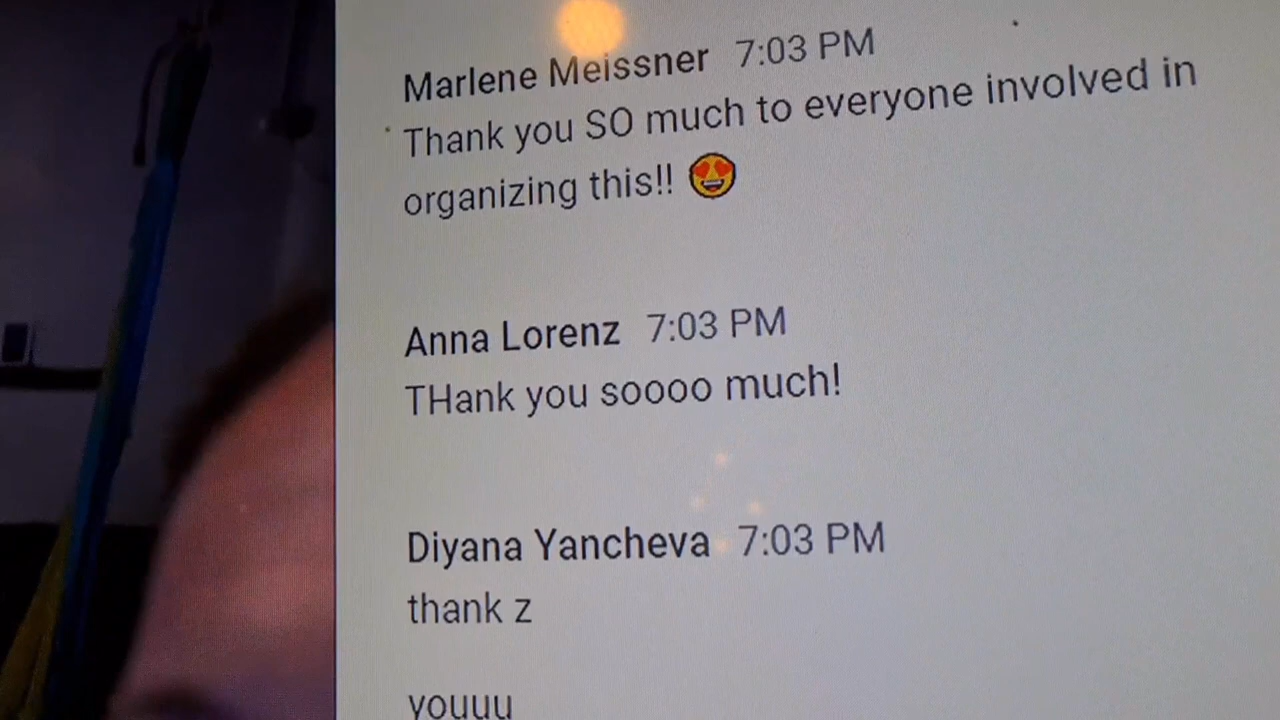 Marlene Meissner 7:03 PM
Thank you SO much to everyone involved in
organizing this!! 😍
Anna Lorenz 7:03 PM
THank you soooo much!
Diyana Yancheva 7:03 PM
thank z
youuu